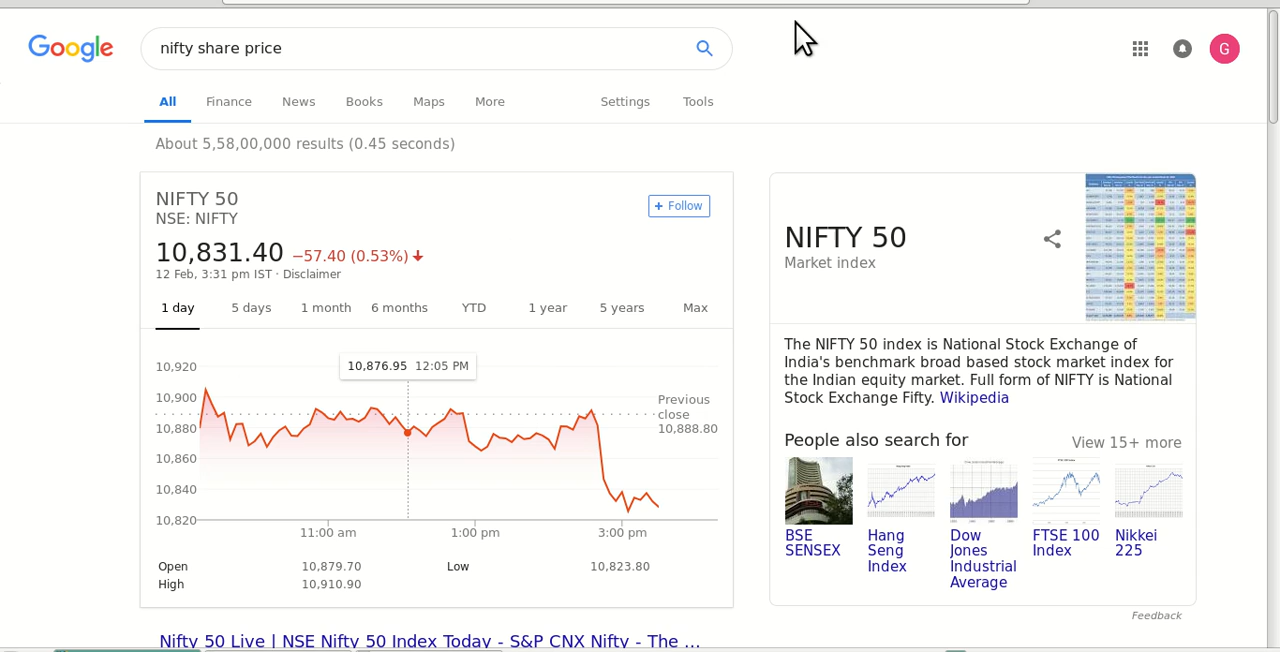 Google
nifty share price
G
All Finance News Books Maps More Settings Tools
About 5,58,00,000 results (0.45 seconds)
NIFTY 50
NSE: NIFTY
+ Follow
10,831.40 −57.40 (0.53%)
12 Feb, 3:31 pm IST · Disclaimer
1 day 5 days 1 month 6 months YTD 1 year 5 years Max
10,876.95 12:05 PM
10,920
10,900
10,880
10,860
10,840
10,820
Previous
close
10,888.80
11:00 am 1:00 pm 3:00 pm
Open 10,879.70 Low 10,823.80
High 10,910.90
Nifty 50 Live | NSE Nifty 50 Index Today - S&P CNX Nifty - The ...
NIFTY 50
Market index
The NIFTY 50 index is National Stock Exchange of
India's benchmark broad based stock market index for
the Indian equity market. Full form of NIFTY is National
Stock Exchange Fifty. Wikipedia
People also search for View 15+ more
BSE
SENSEX
Hang
Seng
Index
Dow
Jones
Industrial
Average
FTSE 100
Index
Nikkei
225
Feedback